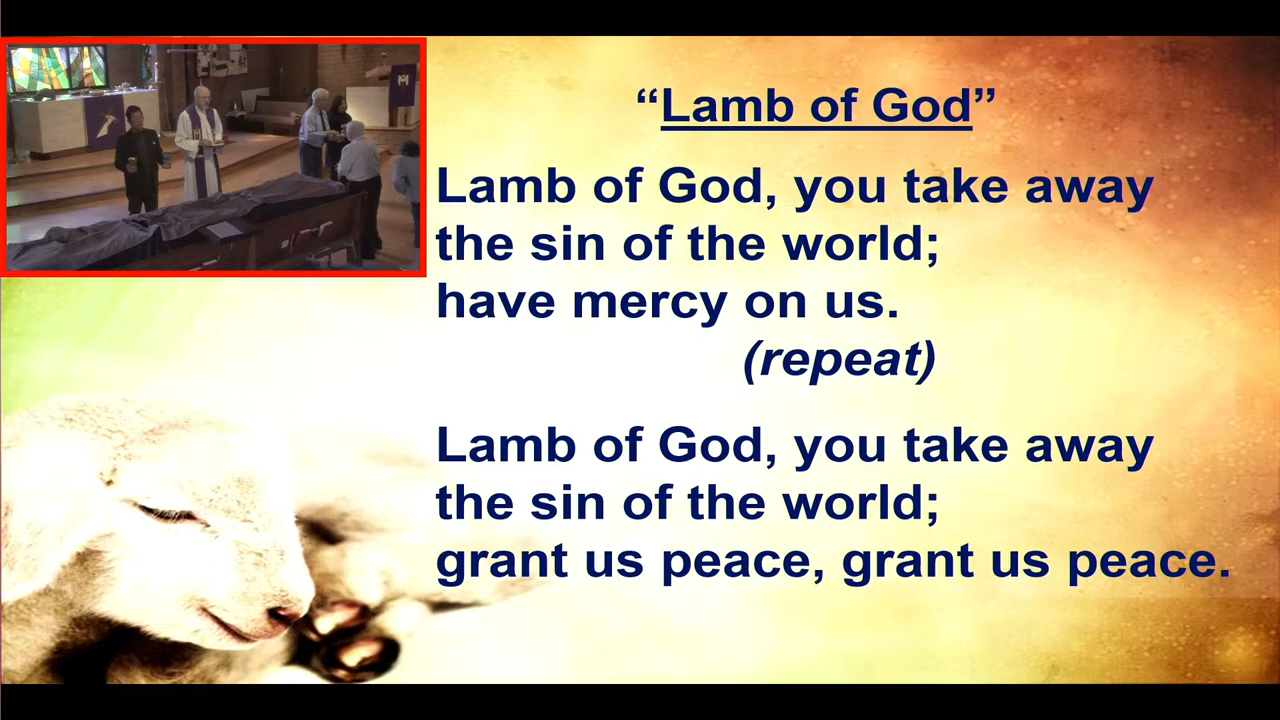 “Lamb of God”
Lamb of God, you take away
the sin of the world;
have mercy on us.
(repeat)
Lamb of God, you take away
the sin of the world;
grant us peace, grant us peace.